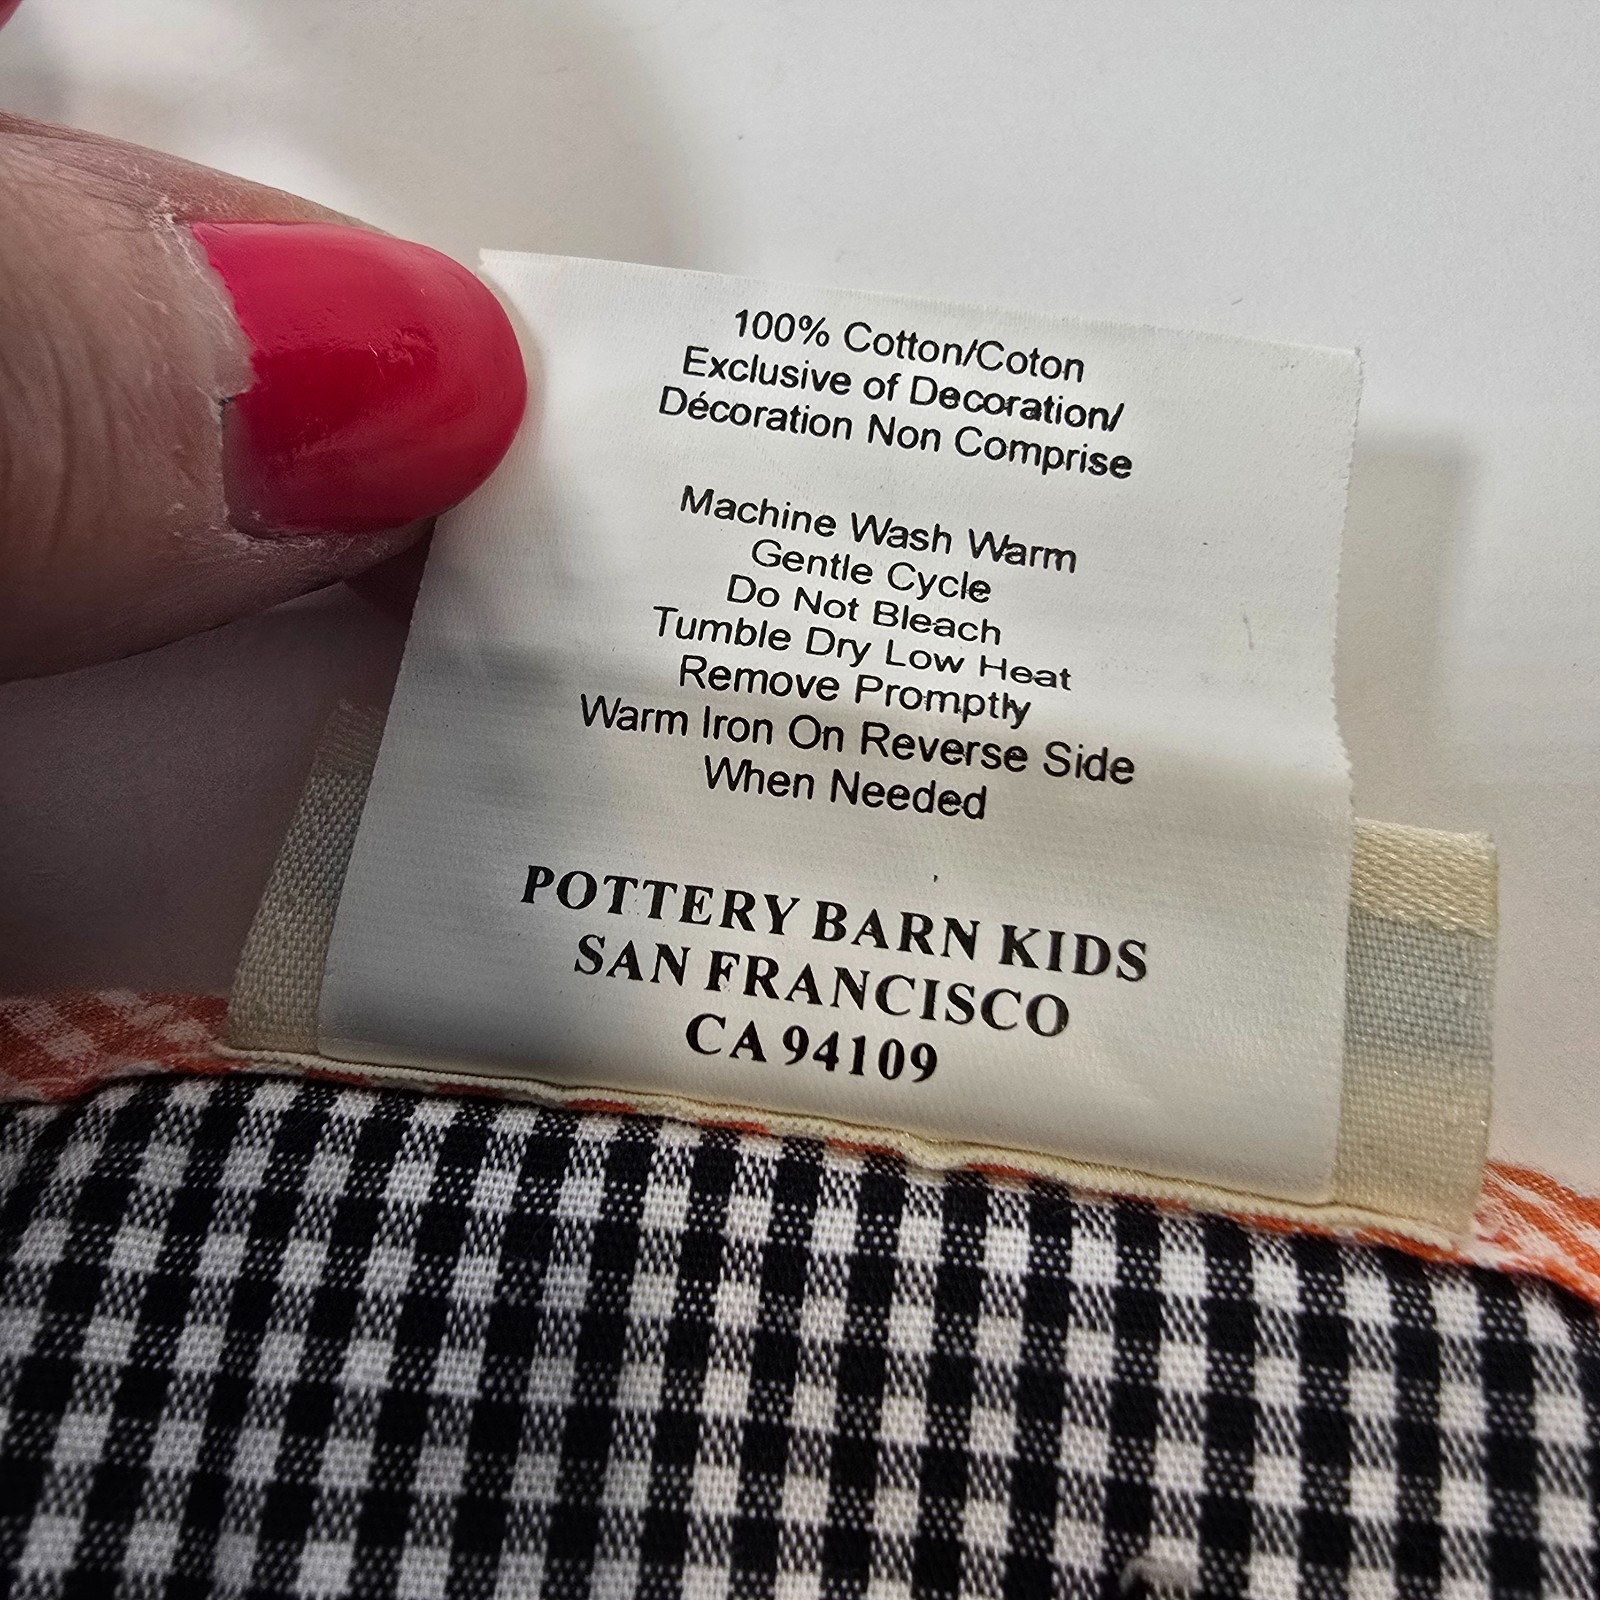 100% Cotton/Coton
Exclusive of Decoration/
Décoration Non Comprise
Machine Wash Warm
Gentle Cycle
Do Not Bleach
Tumble Dry Low Heat
Remove Promptly
Warm Iron On Reverse Side
When Needed
POTTERY BARN KIDS
SAN FRANCISCO
CA 94109